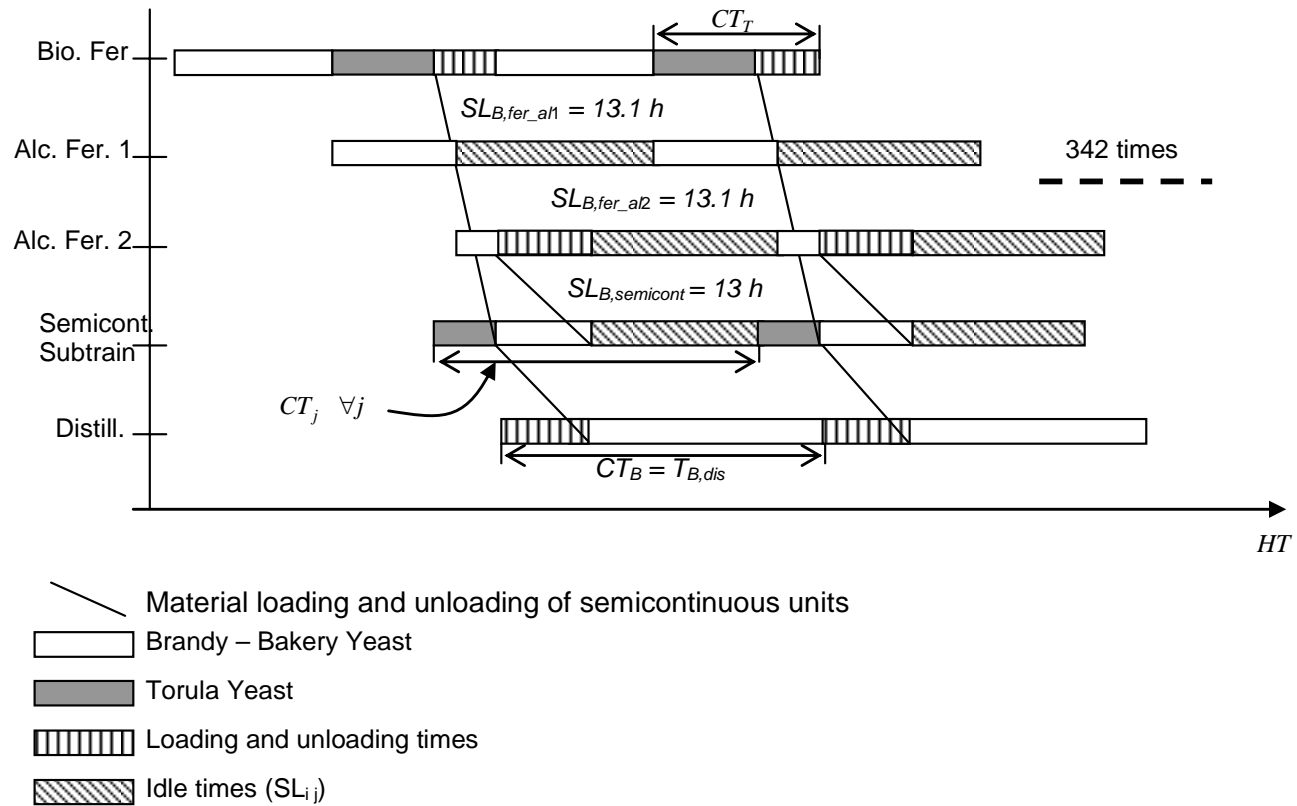 CT_T
Bio. Fer
SL_B,fer_al1 = 13.1 h
Alc. Fer. 1
342 times
SL_B,fer_al2 = 13.1 h
Alc. Fer. 2
SL_B,semicont = 13 h
Semicont.
Subtrain
CT_j ∀j
Distill.
CT_B = T_B,dis
HT
Material loading and unloading of semicontinuous units
Brandy – Bakery Yeast
Torula Yeast
Loading and unloading times
Idle times (SL_i j)